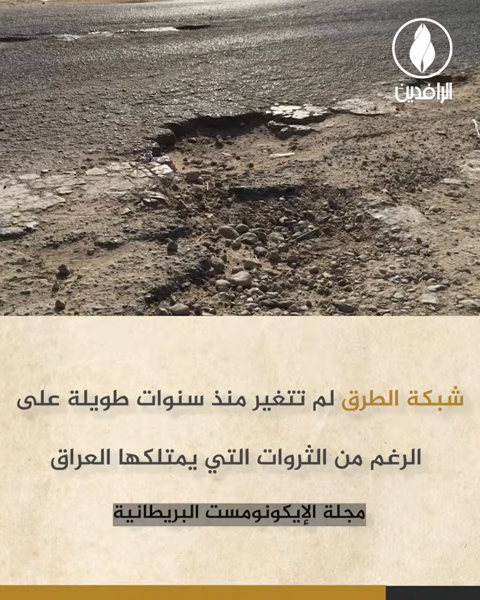 الرافدين
شبكة الطرق لم تتغير منذ سنوات طويلة على
الرغم من الثروات التي يمتلكها العراق
مجلة الإيكونومست البريطانية